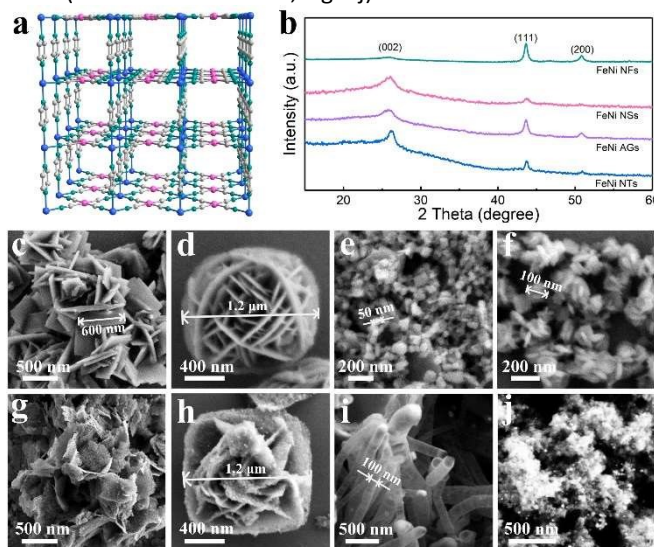 a
b
(002)
(111)
(200)
FeNi NFs
FeNi NSs
FeNi AGs
FeNi NTs
Intensity (a.u.)
20
30
40
50
60
2 Theta (degree)
c
600 nm
500 nm
d
1.2 μm
400 nm
e
50 nm
200 nm
f
100 nm
200 nm
g
500 nm
h
1.2 μm
400 nm
i
100 nm
500 nm
j
500 nm